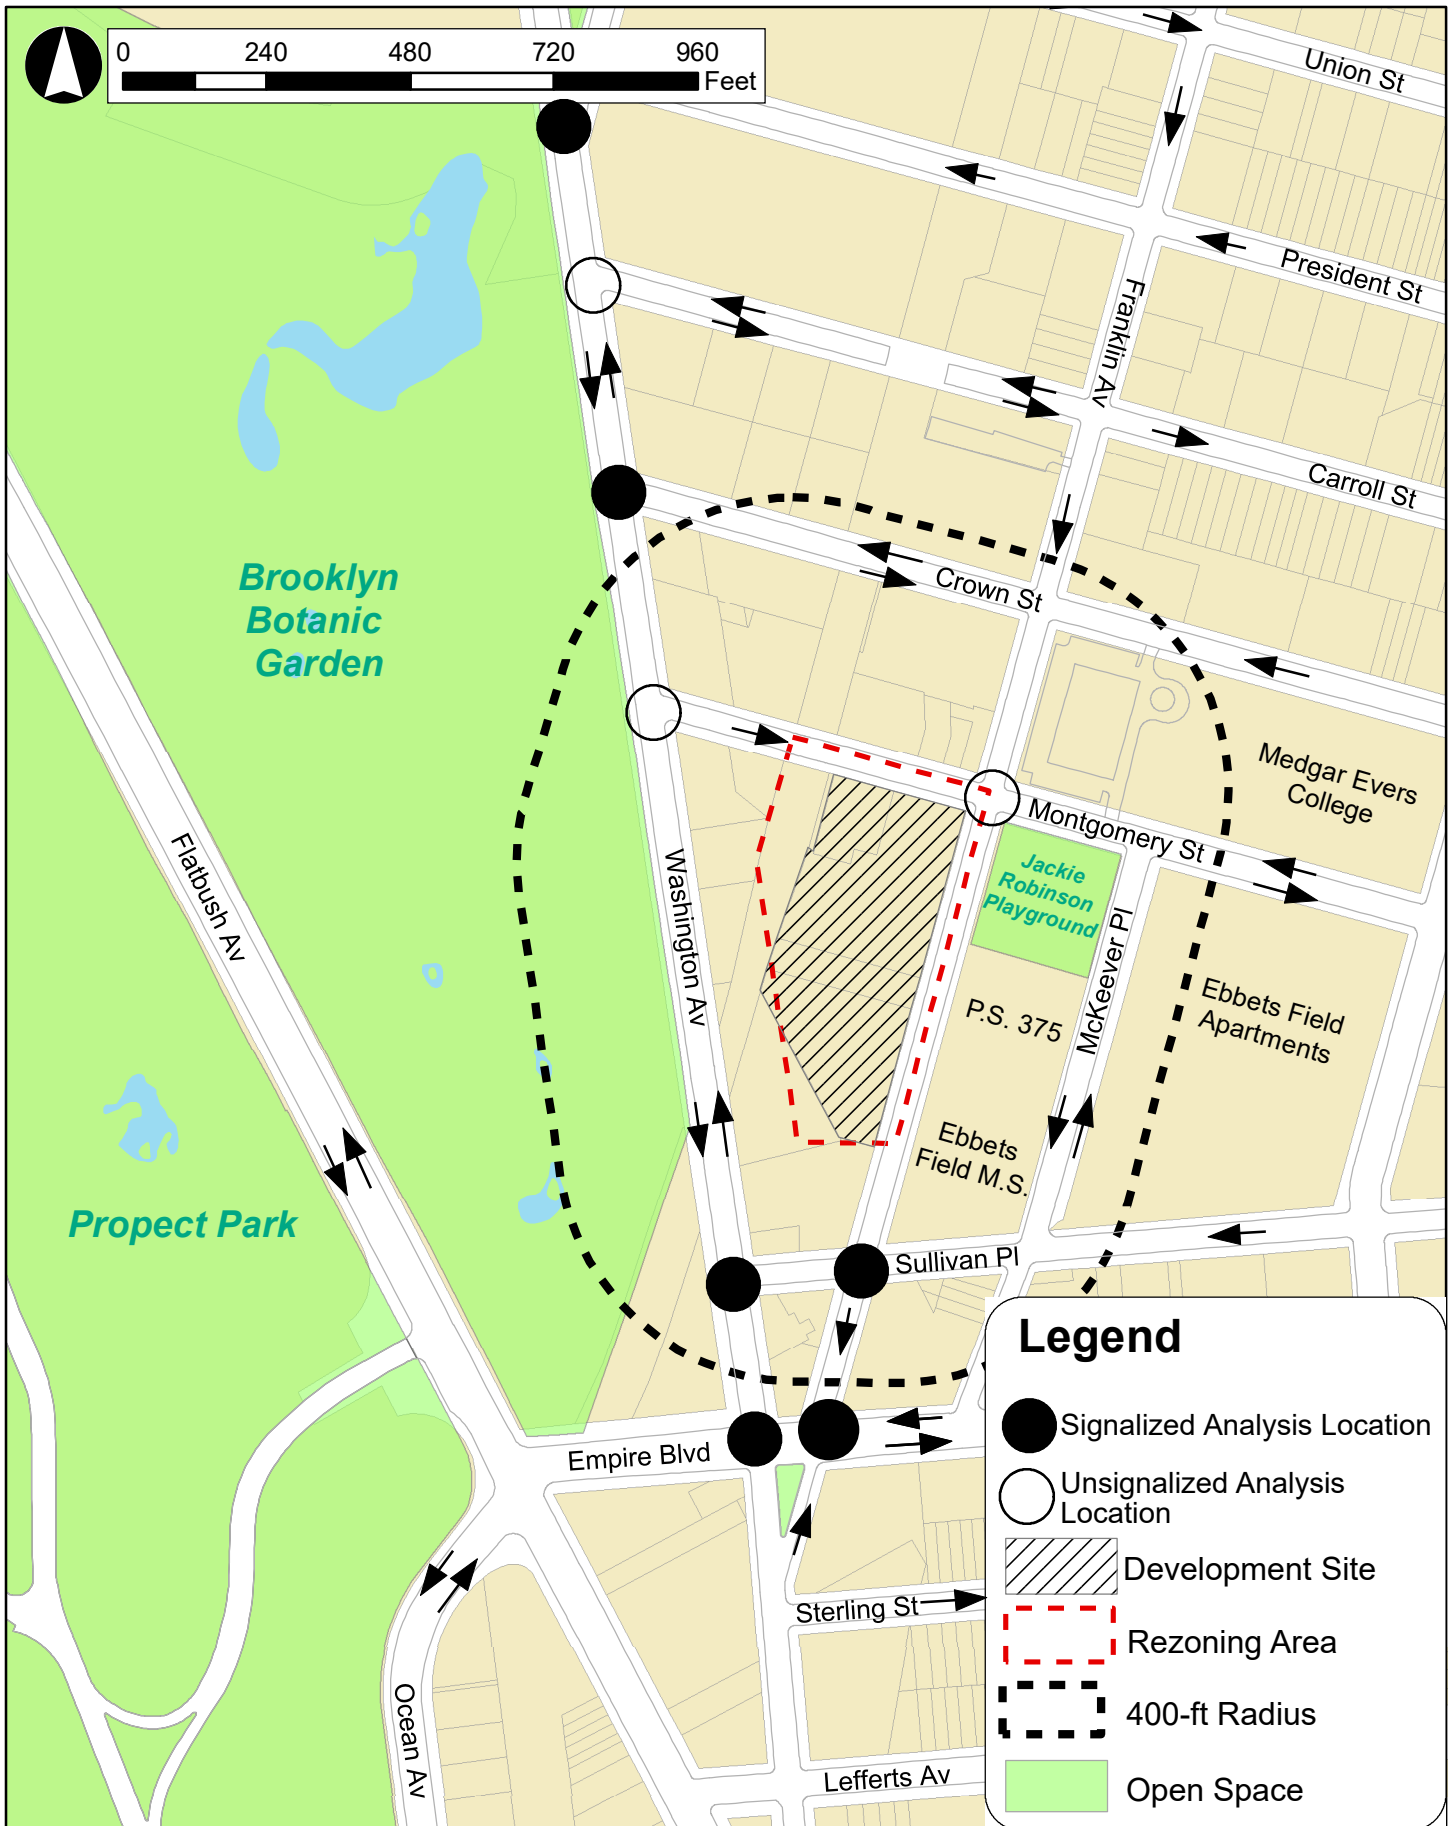 0 240 480 720 960
Feet
Union St
President St
Franklin Av
Carroll St
Crown St
Brooklyn
Botanic
Garden
Medgar Evers
College
Montgomery St
Jackie
Robinson
Playground
Flatbush Av
Washington Av
McKeever Pl
P.S. 375
Ebbets Field
Apartments
Ebbets
Field M.S.
Propect Park
Sullivan Pl
Empire Blvd
Sterling St
Ocean Av
Lefferts Av
Legend
Signalized Analysis Location
Unsignalized Analysis
Location
Development Site
Rezoning Area
400-ft Radius
Open Space